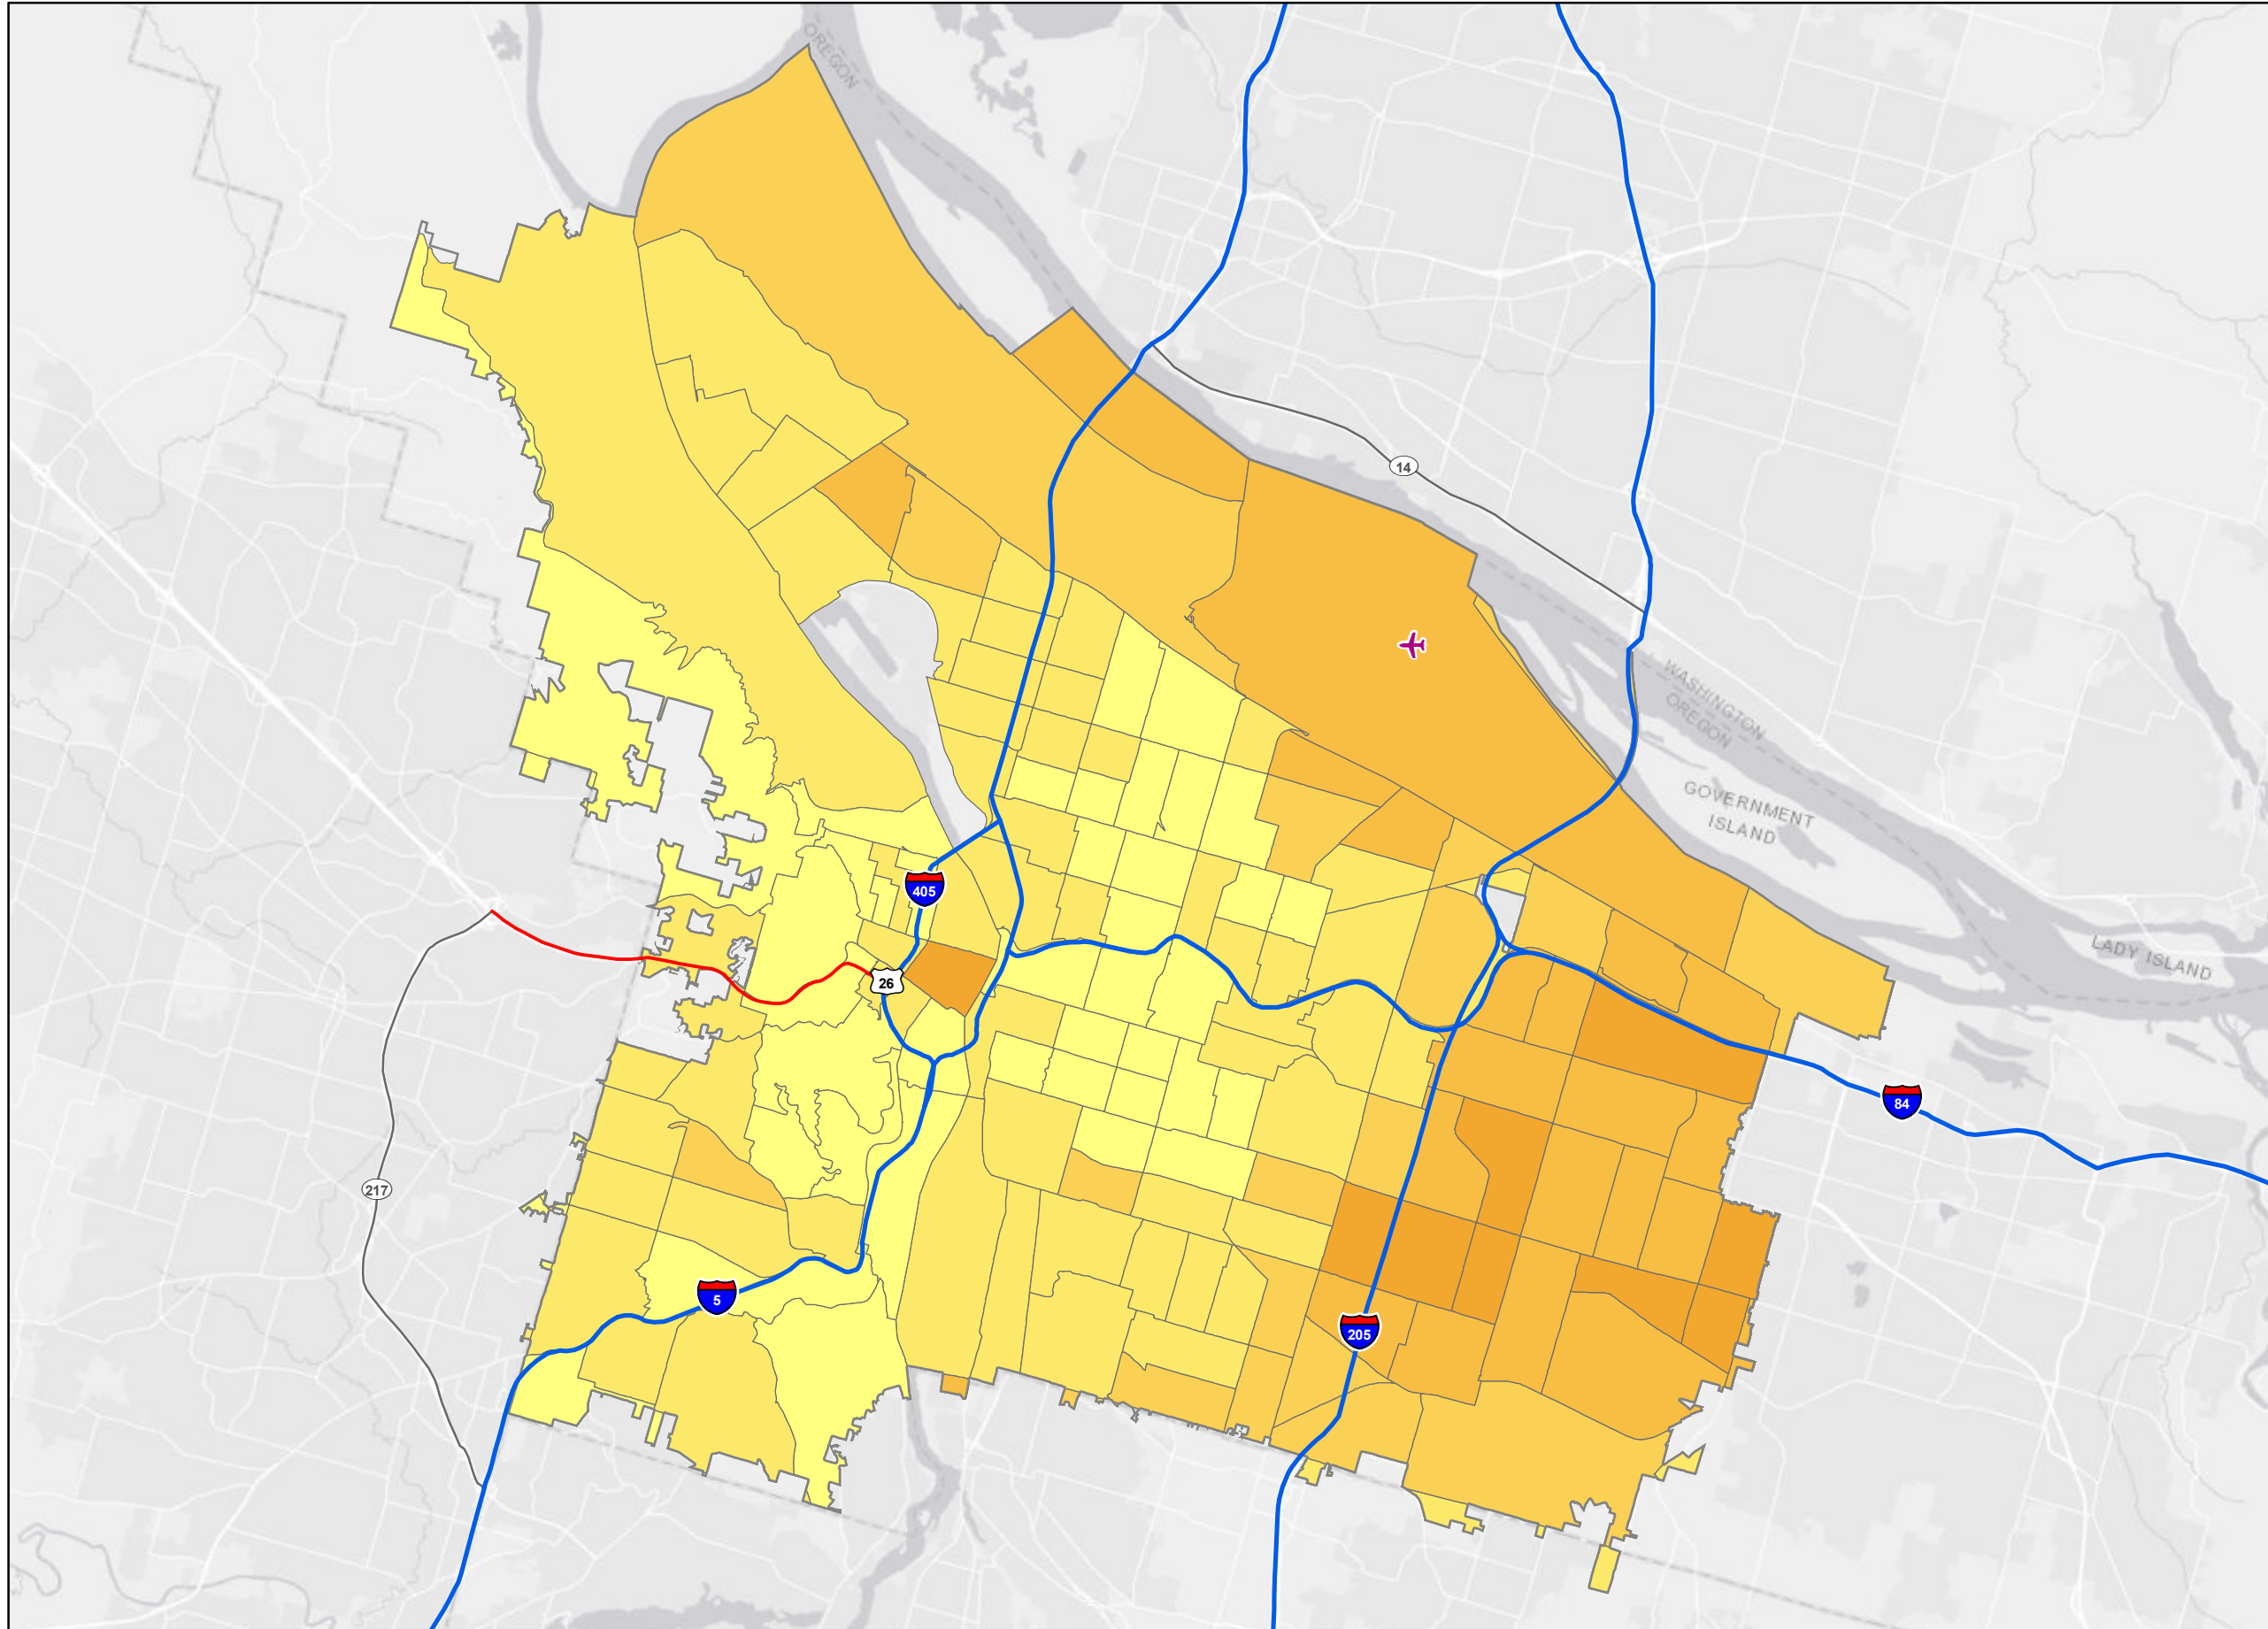 OREGON
14
WASHINGTON
OREGON
GOVERNMENT
ISLAND
405
LADY ISLAND
26
84
217
5
205